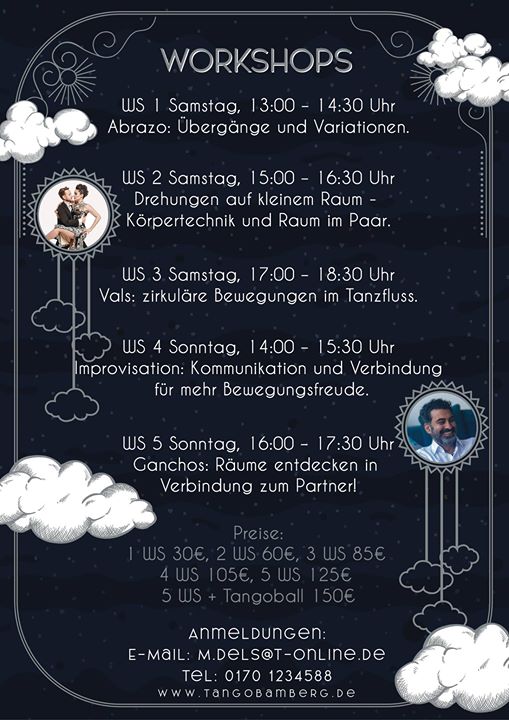 WORKSHOPS
WS 1 Samstag, 13:00 – 14:30 Uhr
Abrazo: Übergänge und Variationen.
WS 2 Samstag, 15:00 – 16:30 Uhr
Drehungen auf kleinem Raum –
Körpertechnik und Raum im Paar.
WS 3 Samstag, 17:00 – 18:30 Uhr
Vals: zirkuläre Bewegungen im Tanzfluss.
WS 4 Sonntag, 14:00 – 15:30 Uhr
Improvisation: Kommunikation und Verbindung
für mehr Bewegungsfreude.
WS 5 Sonntag, 16:00 – 17:30 Uhr
Ganchos: Räume entdecken in
Verbindung zum Partner!
Preise:
1 WS 30€, 2 WS 60€, 3 WS 85€
4 WS 105€, 5 WS 125€
5 WS + Tangoball 150€
Anmeldungen:
E-Mail: m.dels@t-online.de
Tel: 0170 1234588
www.tangobamberg.de